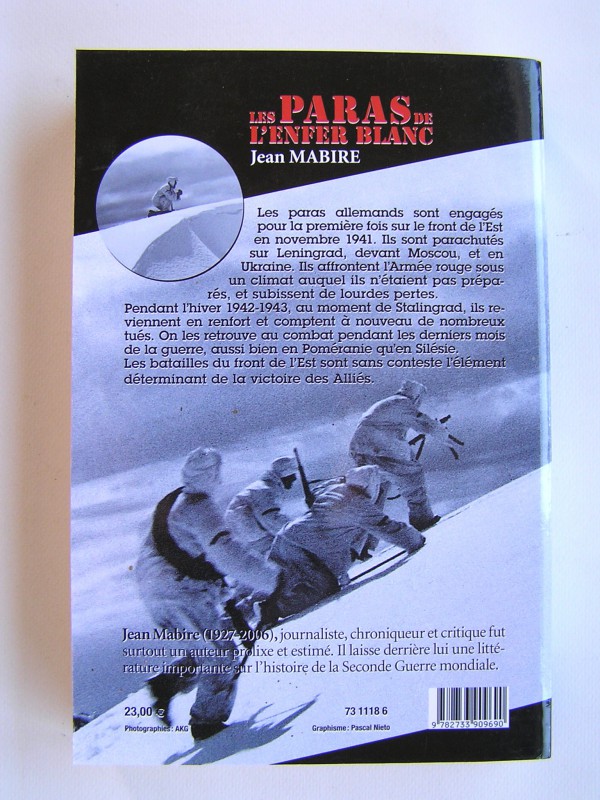 LES PARAS DE
L'ENFER BLANC
Jean MABIRE
Les paras allemands sont engagés
pour la première fois sur le front de l'Est
en novembre 1941. Ils sont parachutés
sur Leningrad, devant Moscou, et en
Ukraine. Ils affrontent l'Armée rouge sous
un climat auquel ils n'étaient pas prépa-
rés, et subissent de lourdes pertes.
Pendant l'hiver 1942-1943, au moment de Stalingrad, ils re-
viennent en renfort et comptent à nouveau de nombreux
tués. On les retrouve au combat pendant les derniers mois
de la guerre, aussi bien en Poméranie qu'en Silésie.
Les batailles du front de l'Est sont sans conteste l'élément
déterminant de la victoire des Alliés.
Jean Mabire (1927-2006), journaliste, chroniqueur et critique fut
surtout un auteur prolixe et estimé. Il laisse derrière lui une litté-
rature importante sur l'histoire de la Seconde Guerre mondiale.
23,00 €
73 1118 6
Photographies : AKG
Graphisme : Pascal Nieto
9 782733 909690